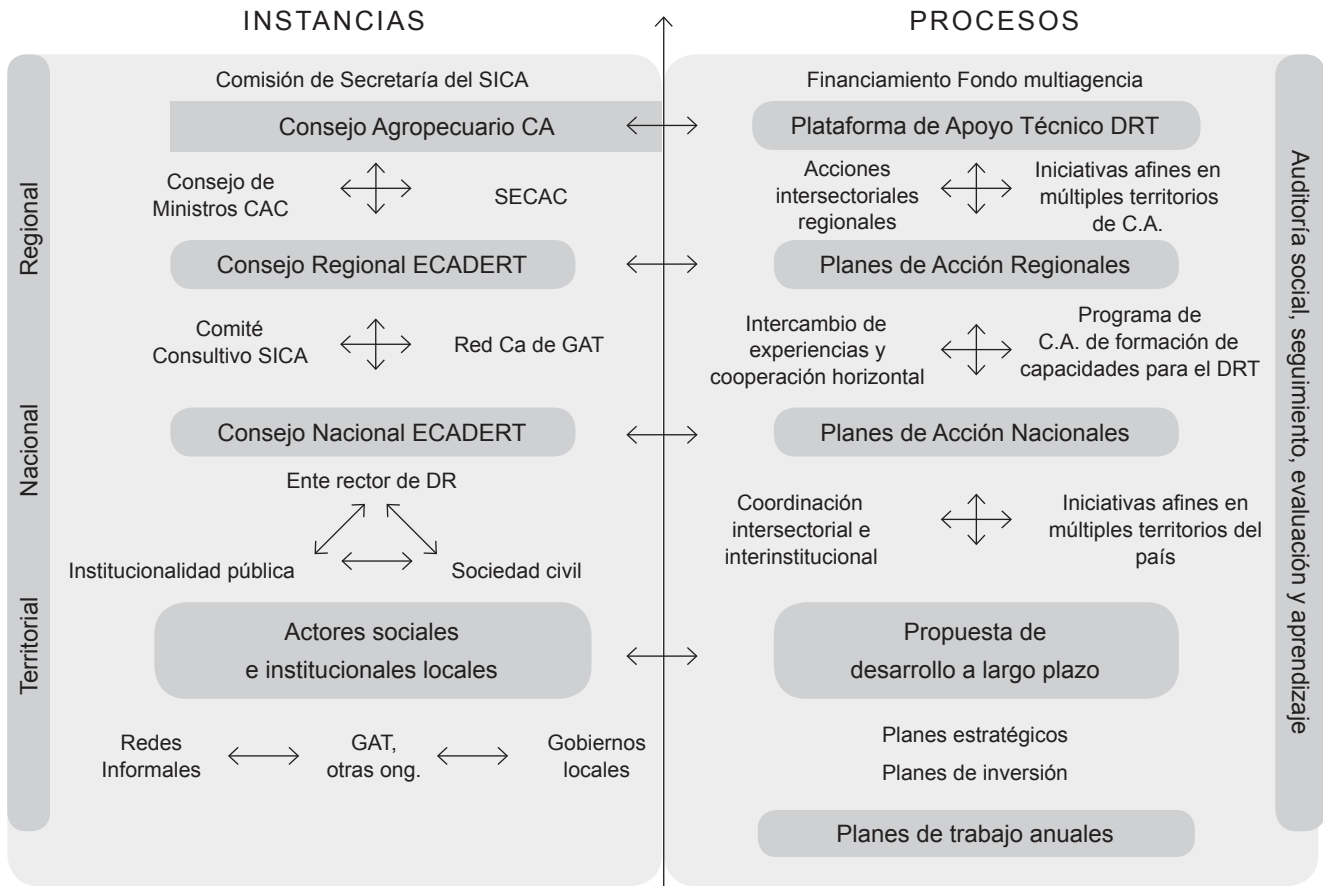 INSTANCIAS
PROCESOS
Regional
Nacional
Territorial
Comisión de Secretaría del SICA
Consejo Agropecuario CA
Consejo de
Ministros CAC
SECAC
Consejo Regional ECADERT
Comité
Consultivo SICA
Red Ca de GAT
Consejo Nacional ECADERT
Ente rector de DR
Institucionalidad pública
Sociedad civil
Actores sociales
e institucionales locales
Redes
Informales
GAT,
otras ong.
Gobiernos
locales
Financiamiento Fondo multiagencia
Plataforma de Apoyo Técnico DRT
Acciones
intersectoriales
regionales
Iniciativas afines en
múltiples territorios
de C.A.
Planes de Acción Regionales
Intercambio de
experiencias y
cooperación horizontal
Programa de
C.A. de formación de
capacidades para el DRT
Planes de Acción Nacionales
Coordinación
intersectorial e
interinstitucional
Iniciativas afines en
múltiples territorios del
país
Propuesta de
desarrollo a largo plazo
Planes estratégicos
Planes de inversión
Planes de trabajo anuales
Auditoría social, seguimiento, evaluación y aprendizaje